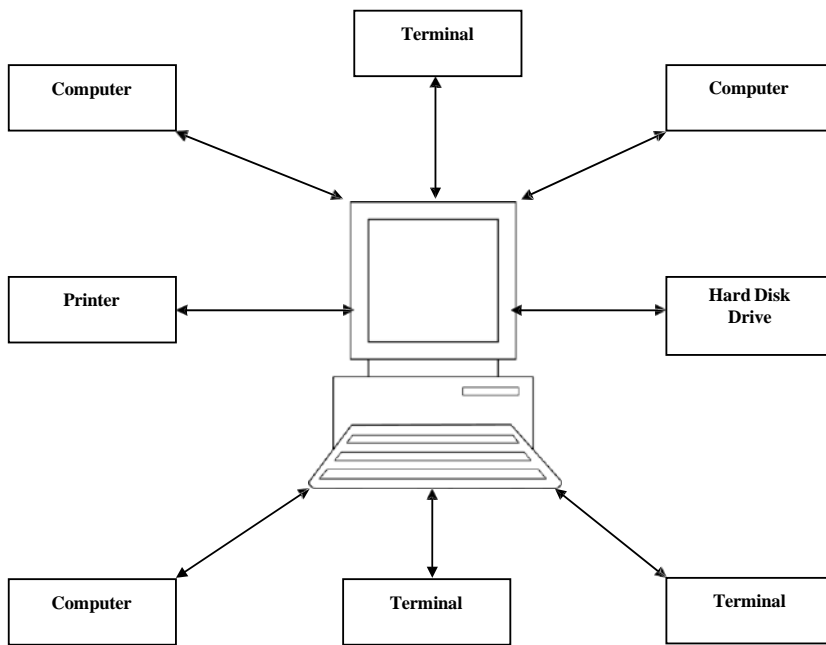 Terminal
Computer
Computer
Printer
Hard Disk
Drive
Computer
Terminal
Terminal